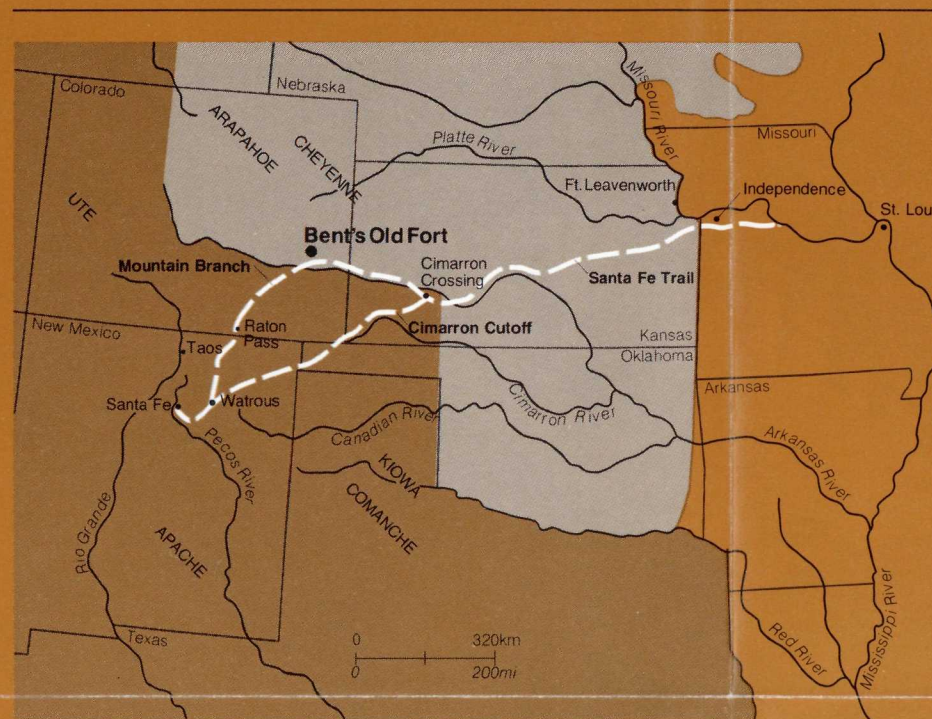 Colorado
Nebraska
Missouri River
ARAPAHOE
CHEYENNE
Platte River
Missouri
UTE
Ft. Leavenworth
Independence
St. Lou
Bent's Old Fort
Mountain Branch
Cimarron
Crossing
Santa Fe Trail
New Mexico
Raton
Pass
Cimarron Cutoff
Kansas
Oklahoma
Taos
Arkansas
Santa Fe
Watrous
Cimarron River
Canadian River
Pecos River
Arkansas River
KIOWA
COMANCHE
Rio Grande
APACHE
Mississippi River
Texas
Red River
0 320km
0 200mi